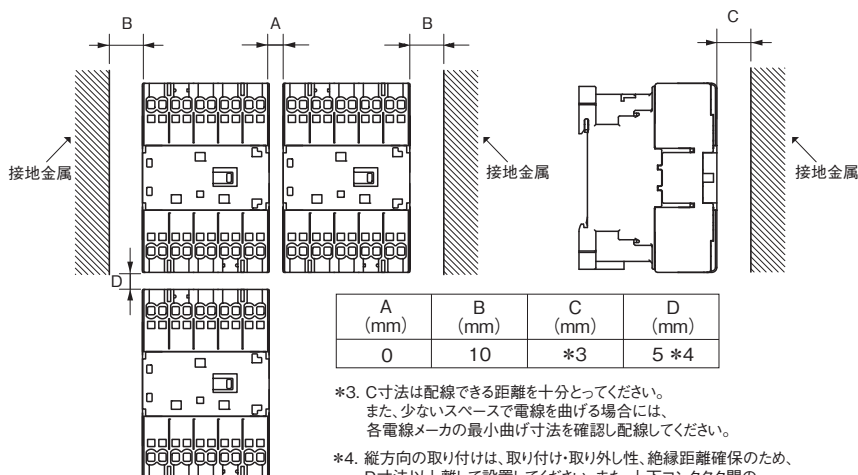 B
A
B
C
接地金属
接地金属
接地金属
D
A
(mm)
B
(mm)
C
(mm)
D
(mm)
0
10
*3
5 *4
*3. C寸法は配線できる距離を十分とってください。
また、少ないスペースで電線を曲げる場合には、
各電線メーカの最小曲げ寸法を確認し配線してください。
*4. 縦方向の取り付けは、取り付け・取り外し性、絶縁距離確保のため、